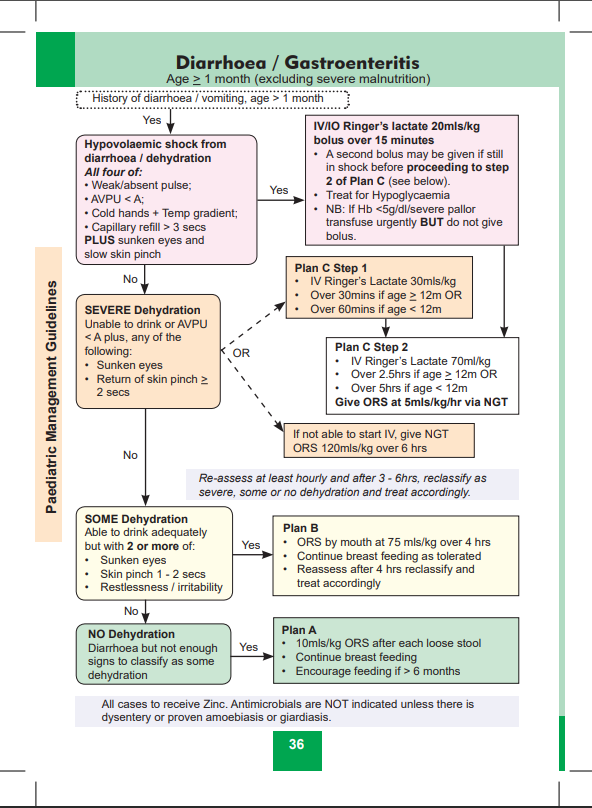 Diarrhoea / Gastroenteritis
Age ≥ 1 month (excluding severe malnutrition)
History of diarrhoea / vomiting, age > 1 month
Yes
Hypovolaemic shock from
diarrhoea / dehydration
All four of:
• Weak/absent pulse;
• AVPU < A;
• Cold hands + Temp gradient;
• Capillary refill > 3 secs
PLUS sunken eyes and
slow skin pinch
Yes
IV/IO Ringer's lactate 20mls/kg
bolus over 15 minutes
• A second bolus may be given if still
in shock before proceeding to step
2 of Plan C (see below).
• Treat for Hypoglycaemia
• NB: If Hb <5g/dl/severe pallor
transfuse urgently BUT do not give
bolus.
No
SEVERE Dehydration
Unable to drink or AVPU
< A plus, any of the
following:
• Sunken eyes
• Return of skin pinch ≥
2 secs
OR
Plan C Step 1
• IV Ringer's Lactate 30mls/kg
• Over 30mins if age ≥ 12m OR
• Over 60mins if age < 12m
Plan C Step 2
• IV Ringer's Lactate 70ml/kg
• Over 2.5hrs if age ≥ 12m OR
• Over 5hrs if age < 12m
Give ORS at 5mls/kg/hr via NGT
If not able to start IV, give NGT
ORS 120mls/kg over 6 hrs
No
Re-assess at least hourly and after 3 - 6hrs, reclassify as
severe, some or no dehydration and treat accordingly.
SOME Dehydration
Able to drink adequately
but with 2 or more of:
• Sunken eyes
• Skin pinch 1 - 2 secs
• Restlessness / irritability
Yes
Plan B
• ORS by mouth at 75 mls/kg over 4 hrs
• Continue breast feeding as tolerated
• Reassess after 4 hrs reclassify and
treat accordingly
No
NO Dehydration
Diarrhoea but not enough
signs to classify as some
dehydration
Yes
Plan A
• 10mls/kg ORS after each loose stool
• Continue breast feeding
• Encourage feeding if > 6 months
All cases to receive Zinc. Antimicrobials are NOT indicated unless there is
dysentery or proven amoebiasis or giardiasis.
Paediatric Management Guidelines
36